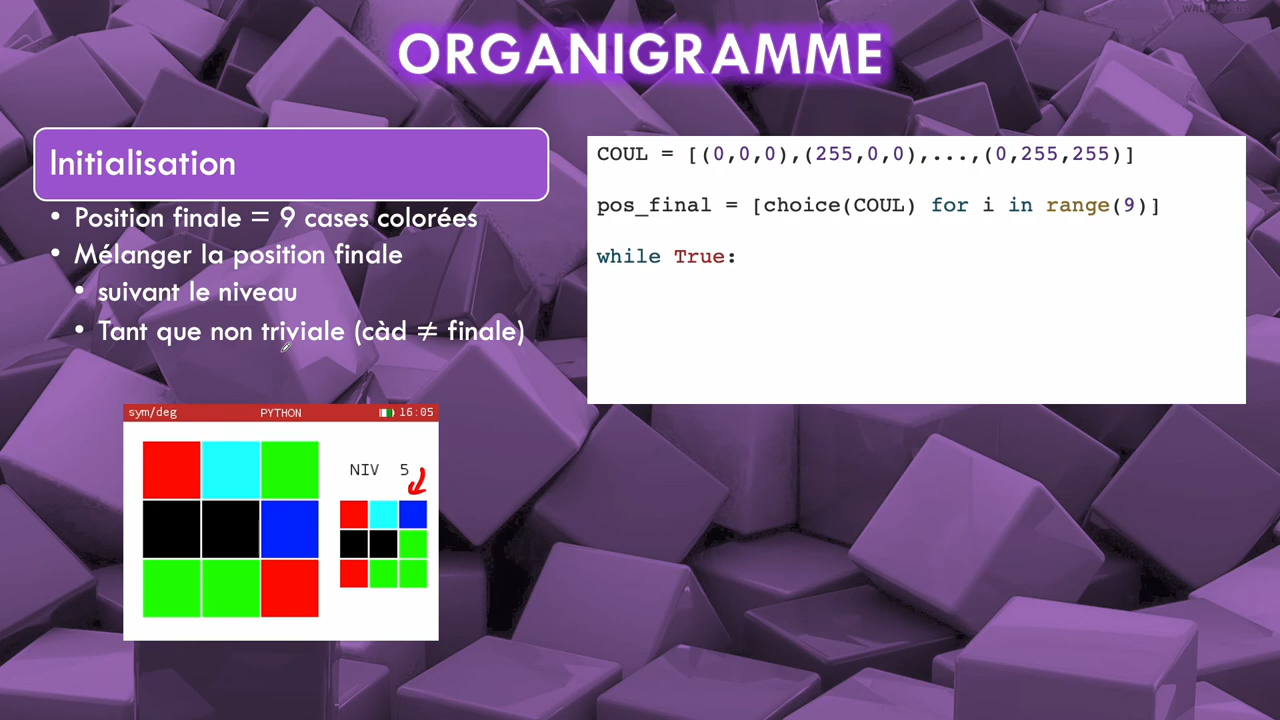 ORGANIGRAMME
Initialisation
• Position finale = 9 cases colorées
• Mélanger la position finale
• suivant le niveau
• Tant que non triviale (càd ≠ finale)
COUL = [(0,0,0),(255,0,0),...,(0,255,255)]
pos_final = [choice(COUL) for i in range(9)]
while True:
sym/deg PYTHON 16:05
NIV 5